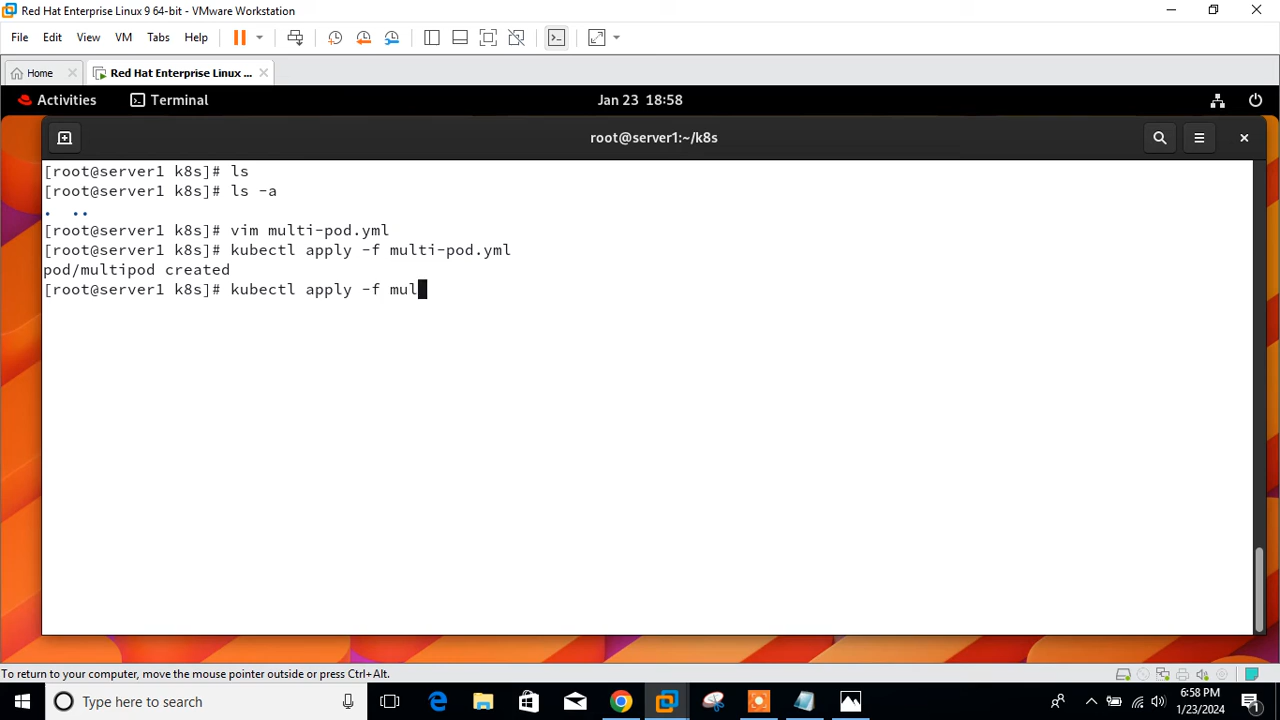 Red Hat Enterprise Linux 9 64-bit - VMware Workstation
File Edit View VM Tabs Help
Home Red Hat Enterprise Linux ...
Activities Terminal Jan 23 18:58
root@server1:~/k8s
[root@server1 k8s]# ls
[root@server1 k8s]# ls -a
. ..
[root@server1 k8s]# vim multi-pod.yml
[root@server1 k8s]# kubectl apply -f multi-pod.yml
pod/multipod created
[root@server1 k8s]# kubectl apply -f mul
To return to your computer, move the mouse pointer outside or press Ctrl+Alt.
Type here to search
6:58 PM
1/23/2024
1